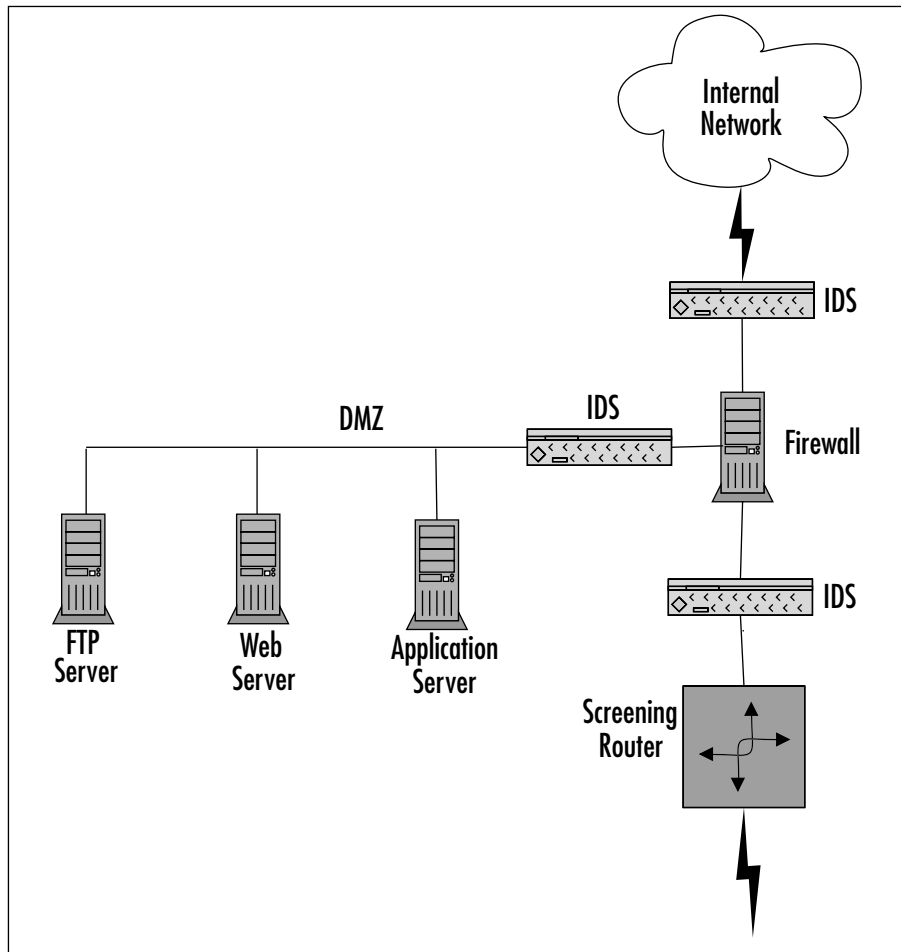 Internal
Network
IDS
IDS
DMZ
Firewall
IDS
FTP
Server
Web
Server
Application
Server
Screening
Router